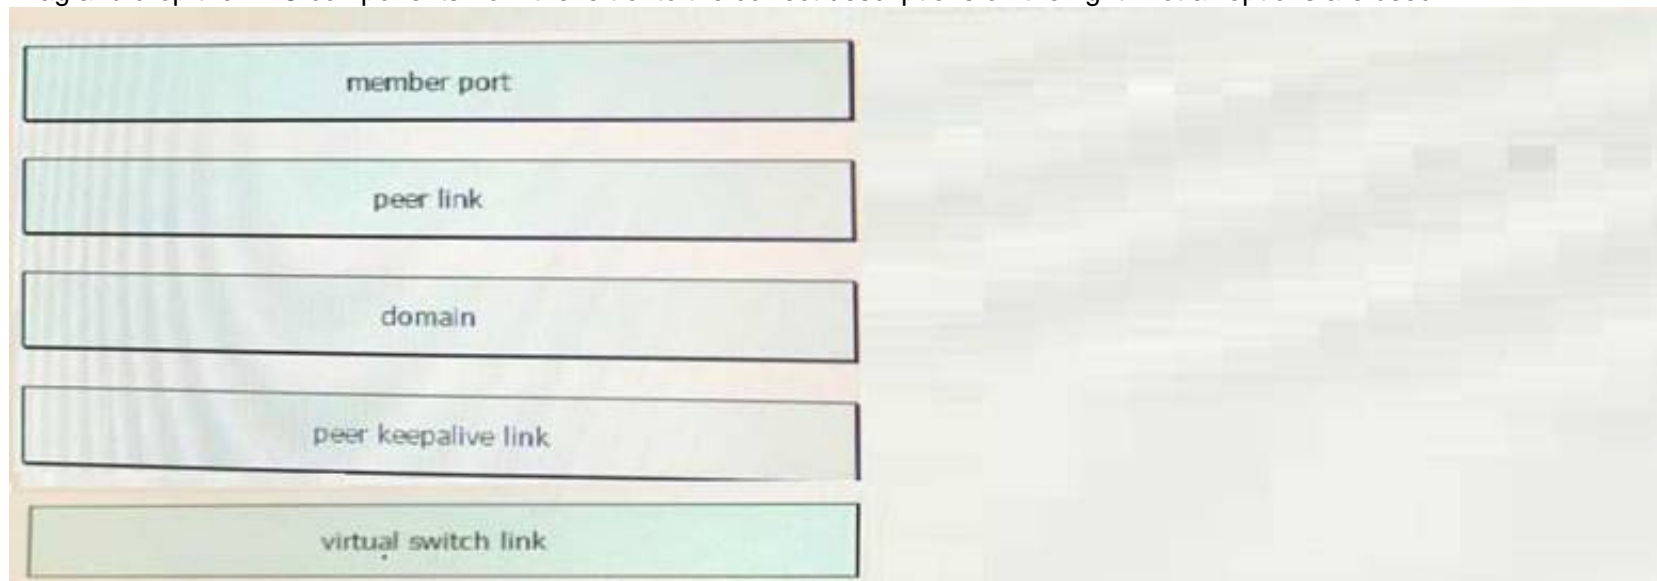 member port
peer link
domain
peer keepalive link
virtual switch link